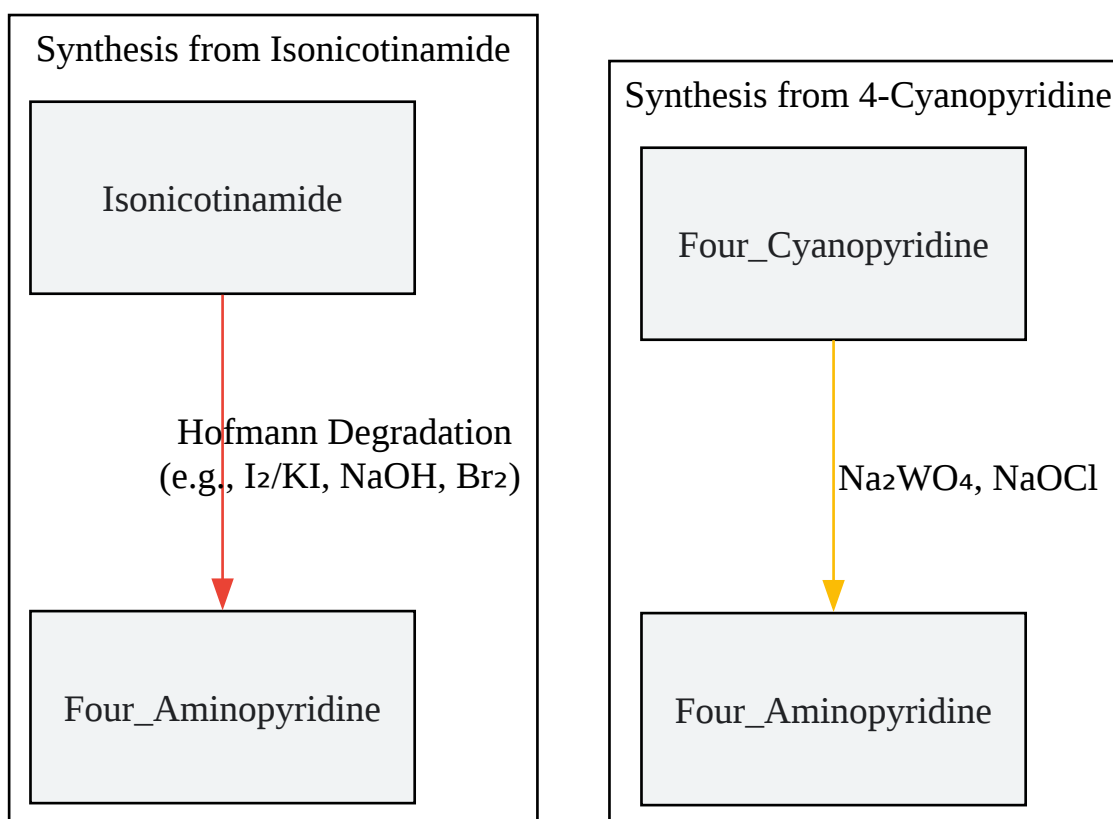 Synthesis from Isonicotinamide
Isonicotinamide
Hofmann Degradation
(e.g., I₂/KI, NaOH, Br₂)
Four_Aminopyridine
Synthesis from 4-Cyanopyridine
Four_Cyanopyridine
Na₂WO₄, NaOCl
Four_Aminopyridine